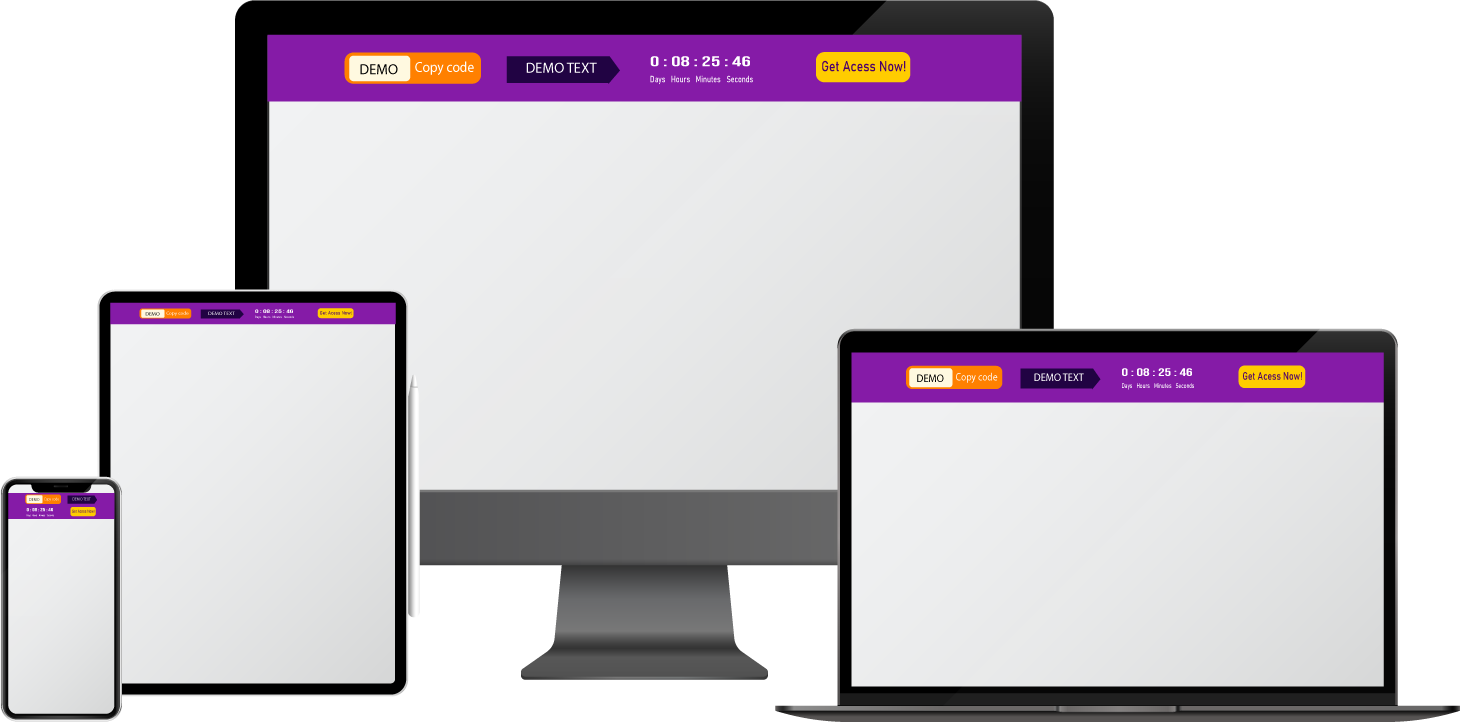 DEMO Copy code DEMO TEXT 0 : 08 : 25 : 46 Get Acess Now!
Days Hours Minutes Seconds
DEMO Copy code DEMO TEXT 0 : 08 : 25 : 46 Get Acess Now!
Days Hours Minutes Seconds
DEMO Copy code DEMO TEXT 0 : 08 : 25 : 46 Get Acess Now!
Days Hours Minutes Seconds
DEMO Copy code DEMO TEXT
0 : 08 : 25 : 46 Get Acess Now!
Days Hours Minutes Seconds